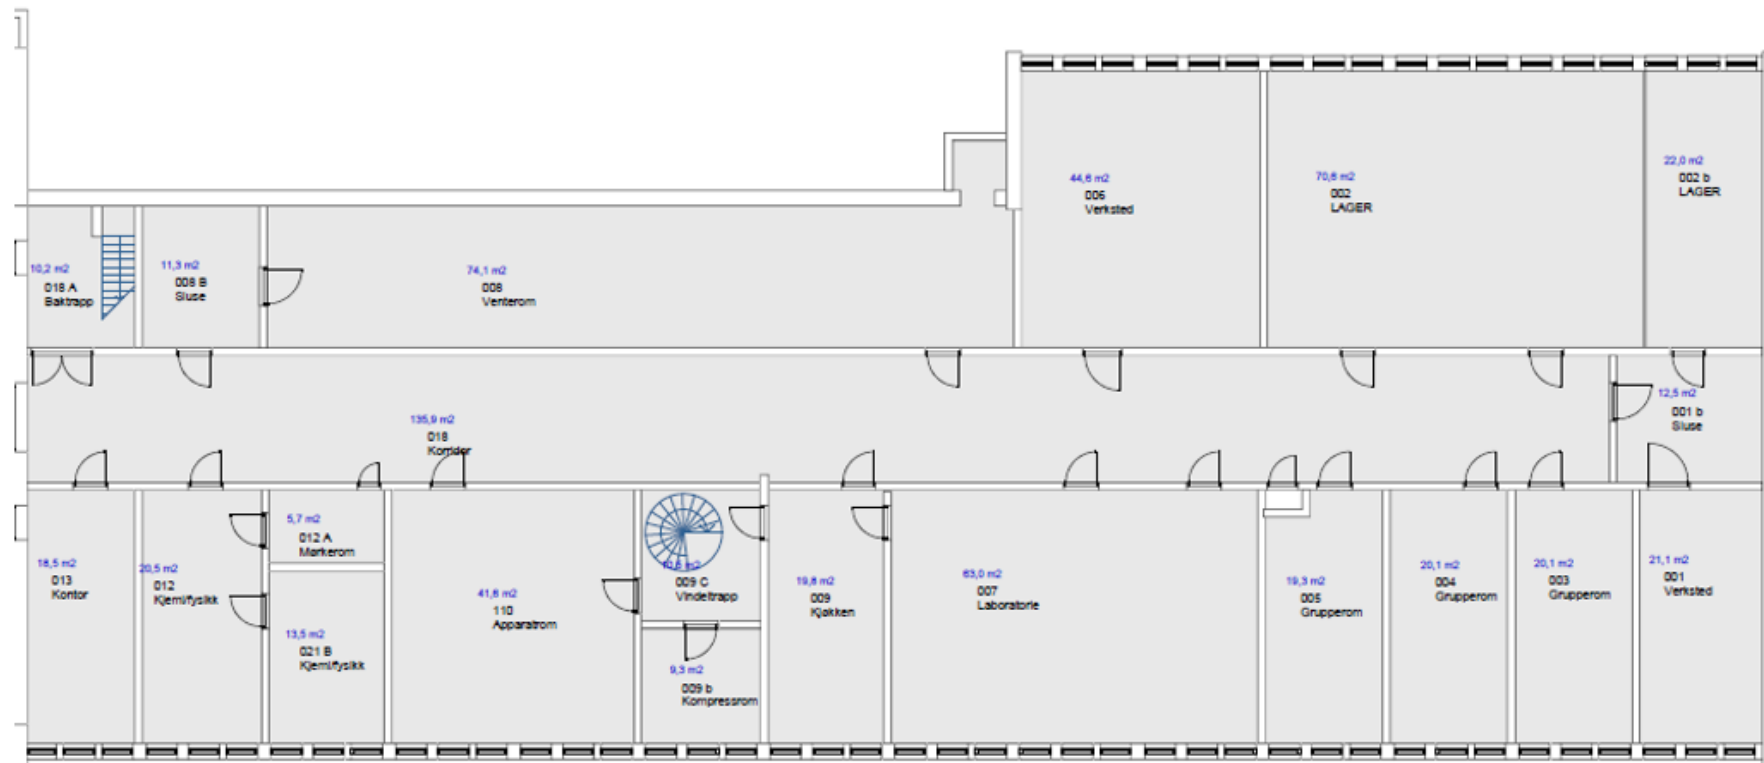 44,6 m2
006
Verksted
70,6 m2
002
LAGER
22,0 m2
002 b
LAGER
10,2 m2
018 A
Baktrapp
11,3 m2
008 B
Sluse
74,1 m2
008
Venterom
135,9 m2
018
Korridor
12,5 m2
001 b
Sluse
18,5 m2
013
Kontor
20,5 m2
012
Kjemi/fysikk
5,7 m2
012 A
Mørkerom
13,5 m2
021 B
Kjemi/fysikk
41,6 m2
110
Apparatrom
009 C
Vindeltrapp
9,3 m2
009 b
Kompressrom
19,8 m2
009
Kjøkken
63,0 m2
007
Laboratorie
19,3 m2
005
Grupperom
20,1 m2
004
Grupperom
20,1 m2
003
Grupperom
21,1 m2
001
Verksted